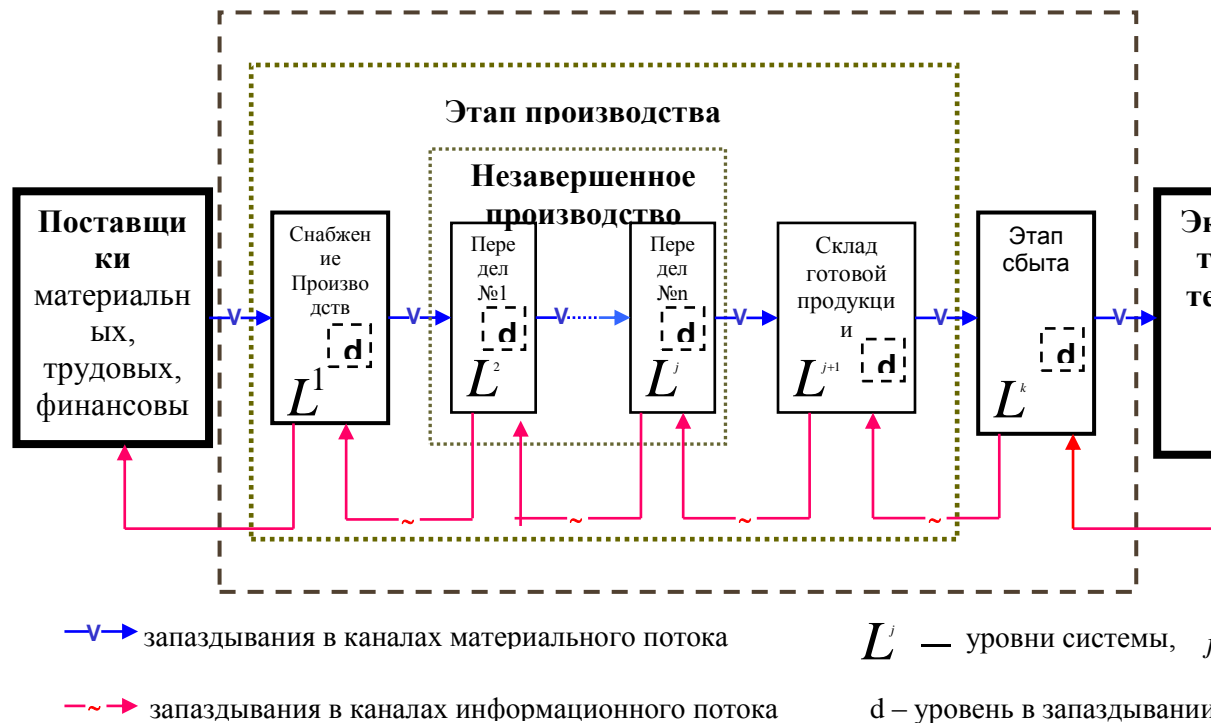 Этап производства
Незавершенное
производство
Поставщи
ки
материальн
ых,
трудовых,
финансовы
Снабжен
ие
Произво
дств
d
L¹
Пере
дел
№1
d
L²
Пере
дел
№n
d
Lʲ
Склад
готовой
продукци
и
d
Lʲ⁺¹
Этап
сбыта
d
Lᵏ
Эк
т
те
V
V
V
V
V
V
~
~
~
~
V запаздывания в каналах материального потока
Lʲ — уровни системы, j
~ запаздывания в каналах информационного потока
d – уровень в запаздывании